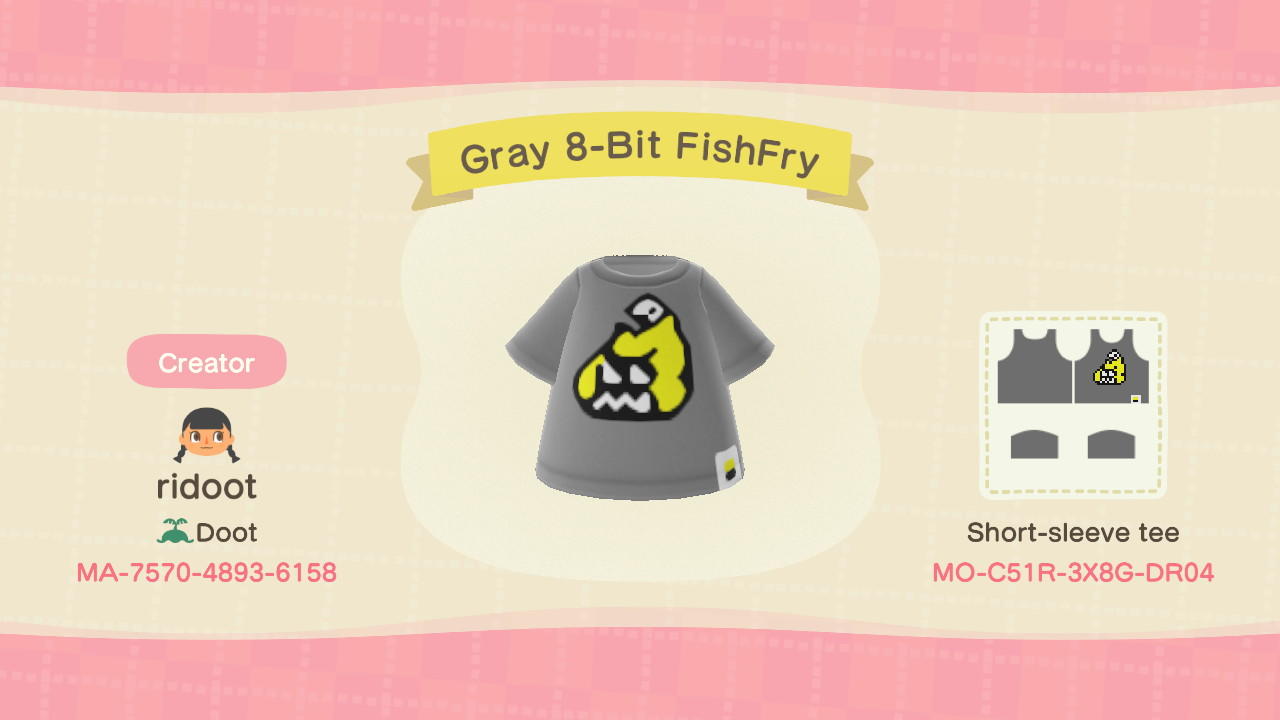 Gray 8-Bit FishFry
Creator
ridoot
Doot
MA-7570-4893-6158
Short-sleeve tee
MO-C51R-3X8G-DR04